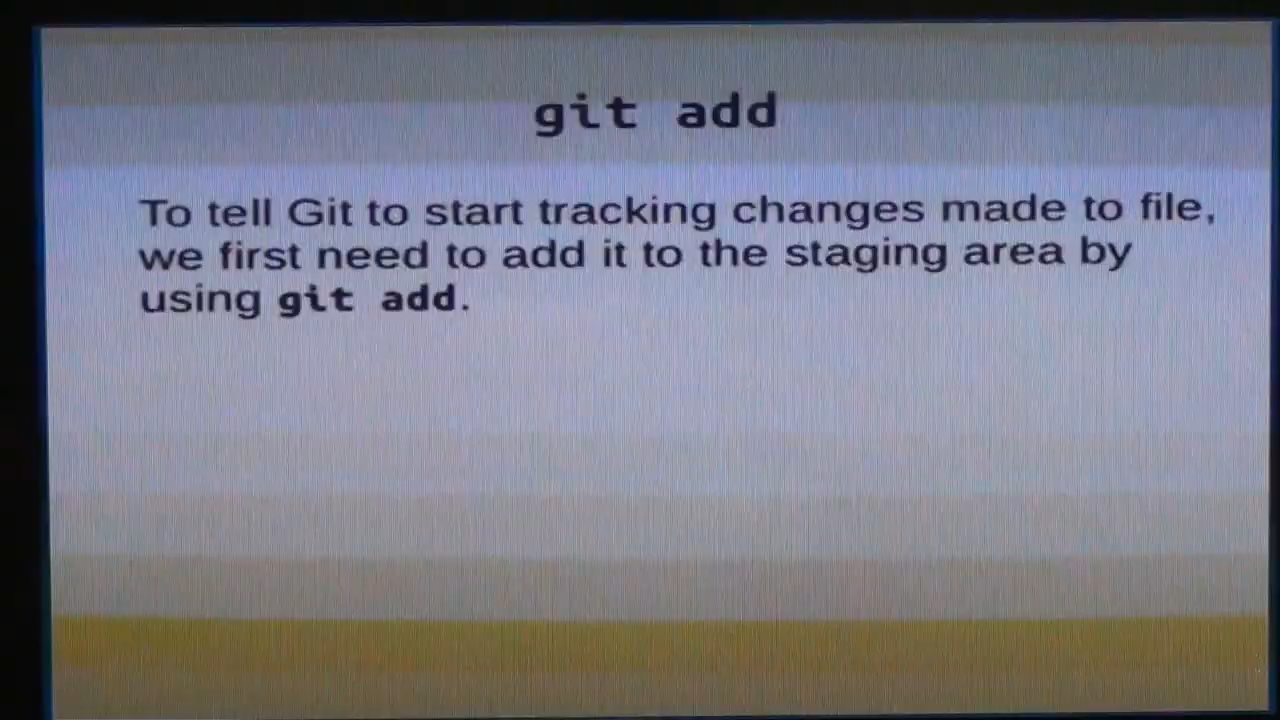 git add
To tell Git to start tracking changes made to file,
we first need to add it to the staging area by
using git add.